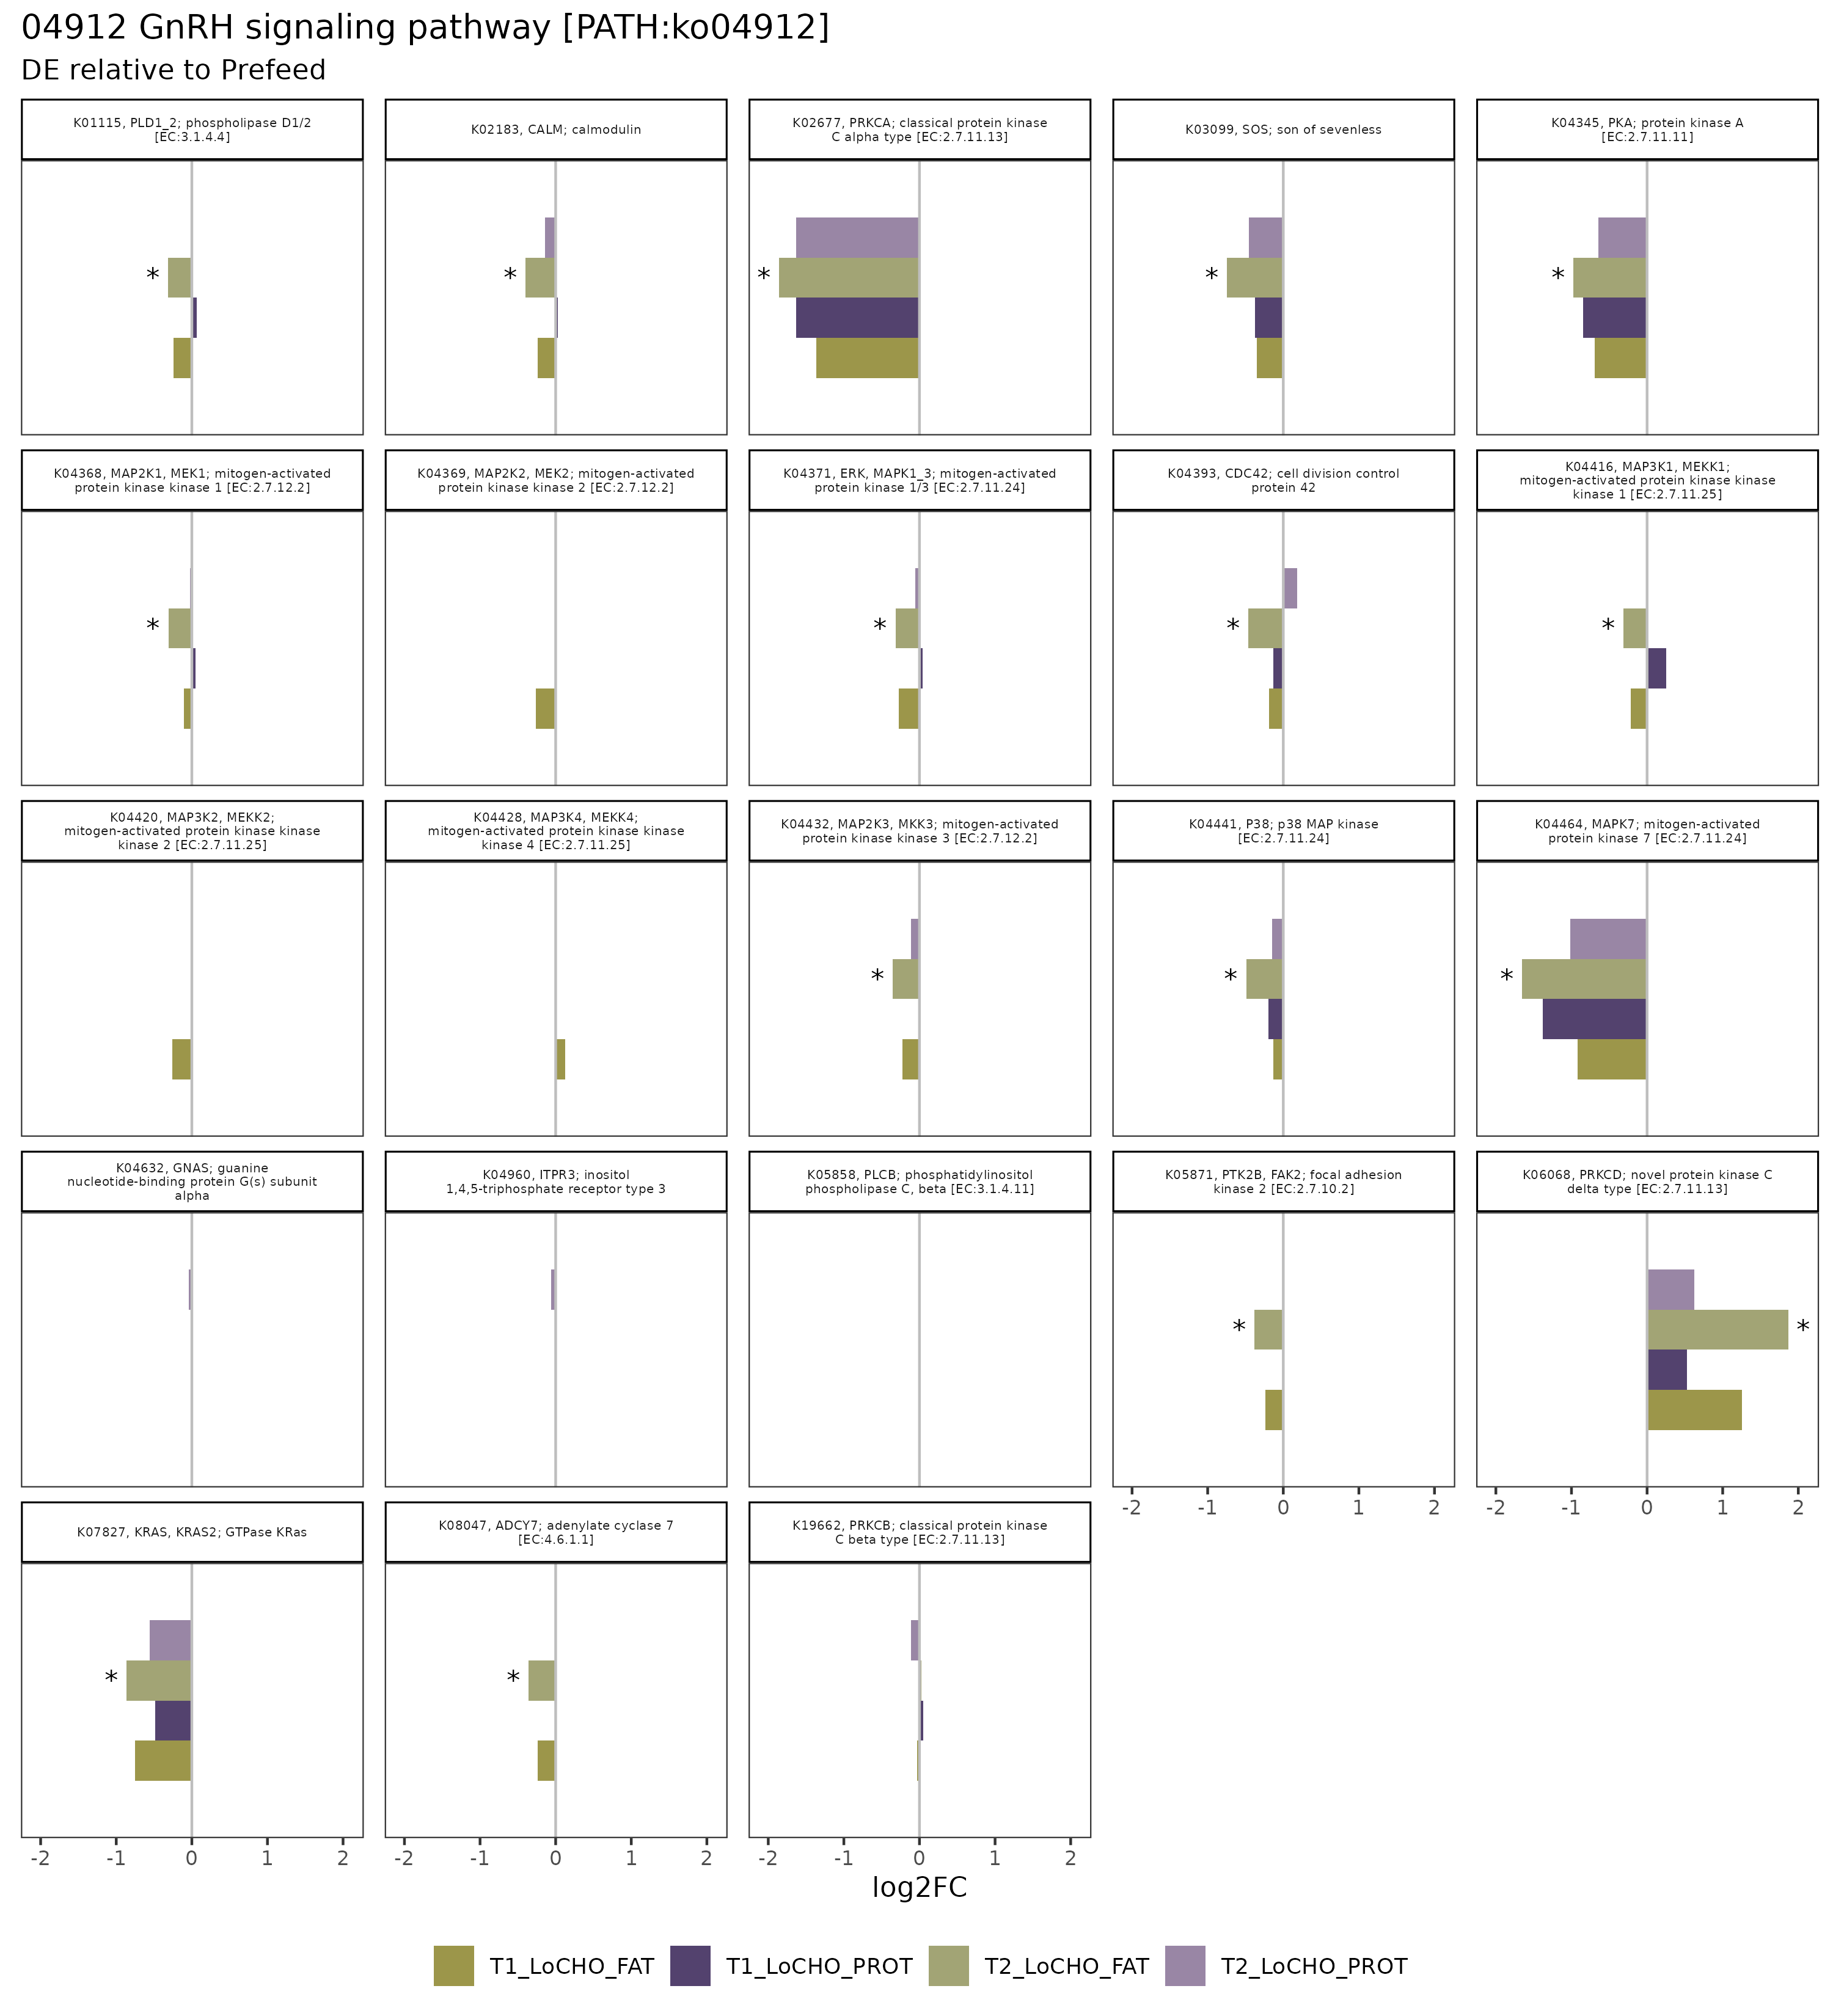 04912 GnRH signaling pathway [PATH:ko04912]
DE relative to Prefeed
K01115, PLD1_2; phospholipase D1/2
[EC:3.1.4.4]
K02183, CALM; calmodulin
K02677, PRKCA; classical protein kinase
C alpha type [EC:2.7.11.13]
K03099, SOS; son of sevenless
K04345, PKA; protein kinase A
[EC:2.7.11.11]
*
*
*
*
*
K04368, MAP2K1, MEK1; mitogen-activated
protein kinase kinase 1 [EC:2.7.12.2]
K04369, MAP2K2, MEK2; mitogen-activated
protein kinase kinase 2 [EC:2.7.12.2]
K04371, ERK, MAPK1_3; mitogen-activated
protein kinase 1/3 [EC:2.7.11.24]
K04393, CDC42; cell division control
protein 42
K04416, MAP3K1, MEKK1;
mitogen-activated protein kinase kinase
kinase 1 [EC:2.7.11.25]
*
*
*
*
K04420, MAP3K2, MEKK2;
mitogen-activated protein kinase kinase
kinase 2 [EC:2.7.11.25]
K04428, MAP3K4, MEKK4;
mitogen-activated protein kinase kinase
kinase 4 [EC:2.7.11.25]
K04432, MAP2K3, MKK3; mitogen-activated
protein kinase kinase 3 [EC:2.7.12.2]
K04441, P38; p38 MAP kinase
[EC:2.7.11.24]
K04464, MAPK7; mitogen-activated
protein kinase 7 [EC:2.7.11.24]
*
*
*
K04632, GNAS; guanine
nucleotide-binding protein G(s) subunit
alpha
K04960, ITPR3; inositol
1,4,5-triphosphate receptor type 3
K05858, PLCB; phosphatidylinositol
phospholipase C, beta [EC:3.1.4.11]
K05871, PTK2B, FAK2; focal adhesion
kinase 2 [EC:2.7.10.2]
K06068, PRKCD; novel protein kinase C
delta type [EC:2.7.11.13]
*
*
-2 -1 0 1 2
-2 -1 0 1 2
K07827, KRAS, KRAS2; GTPase KRas
K08047, ADCY7; adenylate cyclase 7
[EC:4.6.1.1]
K19662, PRKCB; classical protein kinase
C beta type [EC:2.7.11.13]
*
*
-2 -1 0 1 2
-2 -1 0 1 2
-2 -1 0 1 2
log2FC
T1_LoCHO_FAT T1_LoCHO_PROT T2_LoCHO_FAT T2_LoCHO_PROT